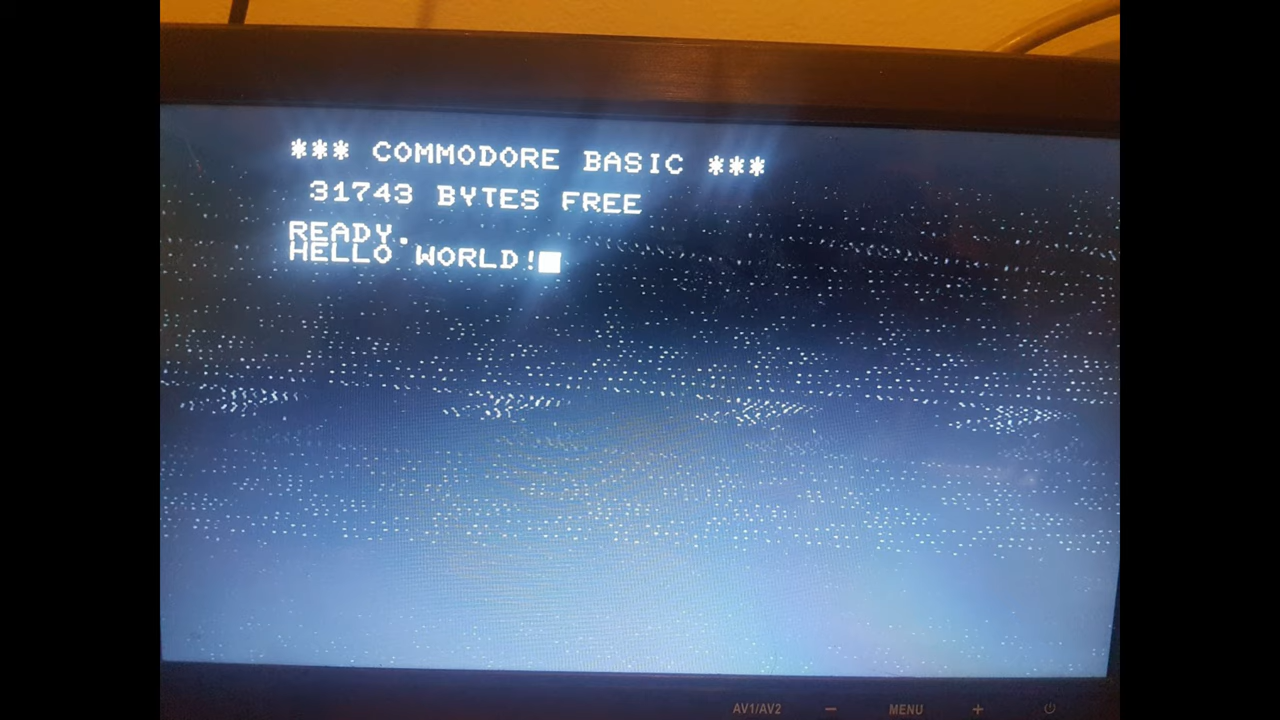 *** COMMODORE BASIC ***
31743 BYTES FREE
READY.
HELLO WORLD!
AV1/AV2 − MENU +